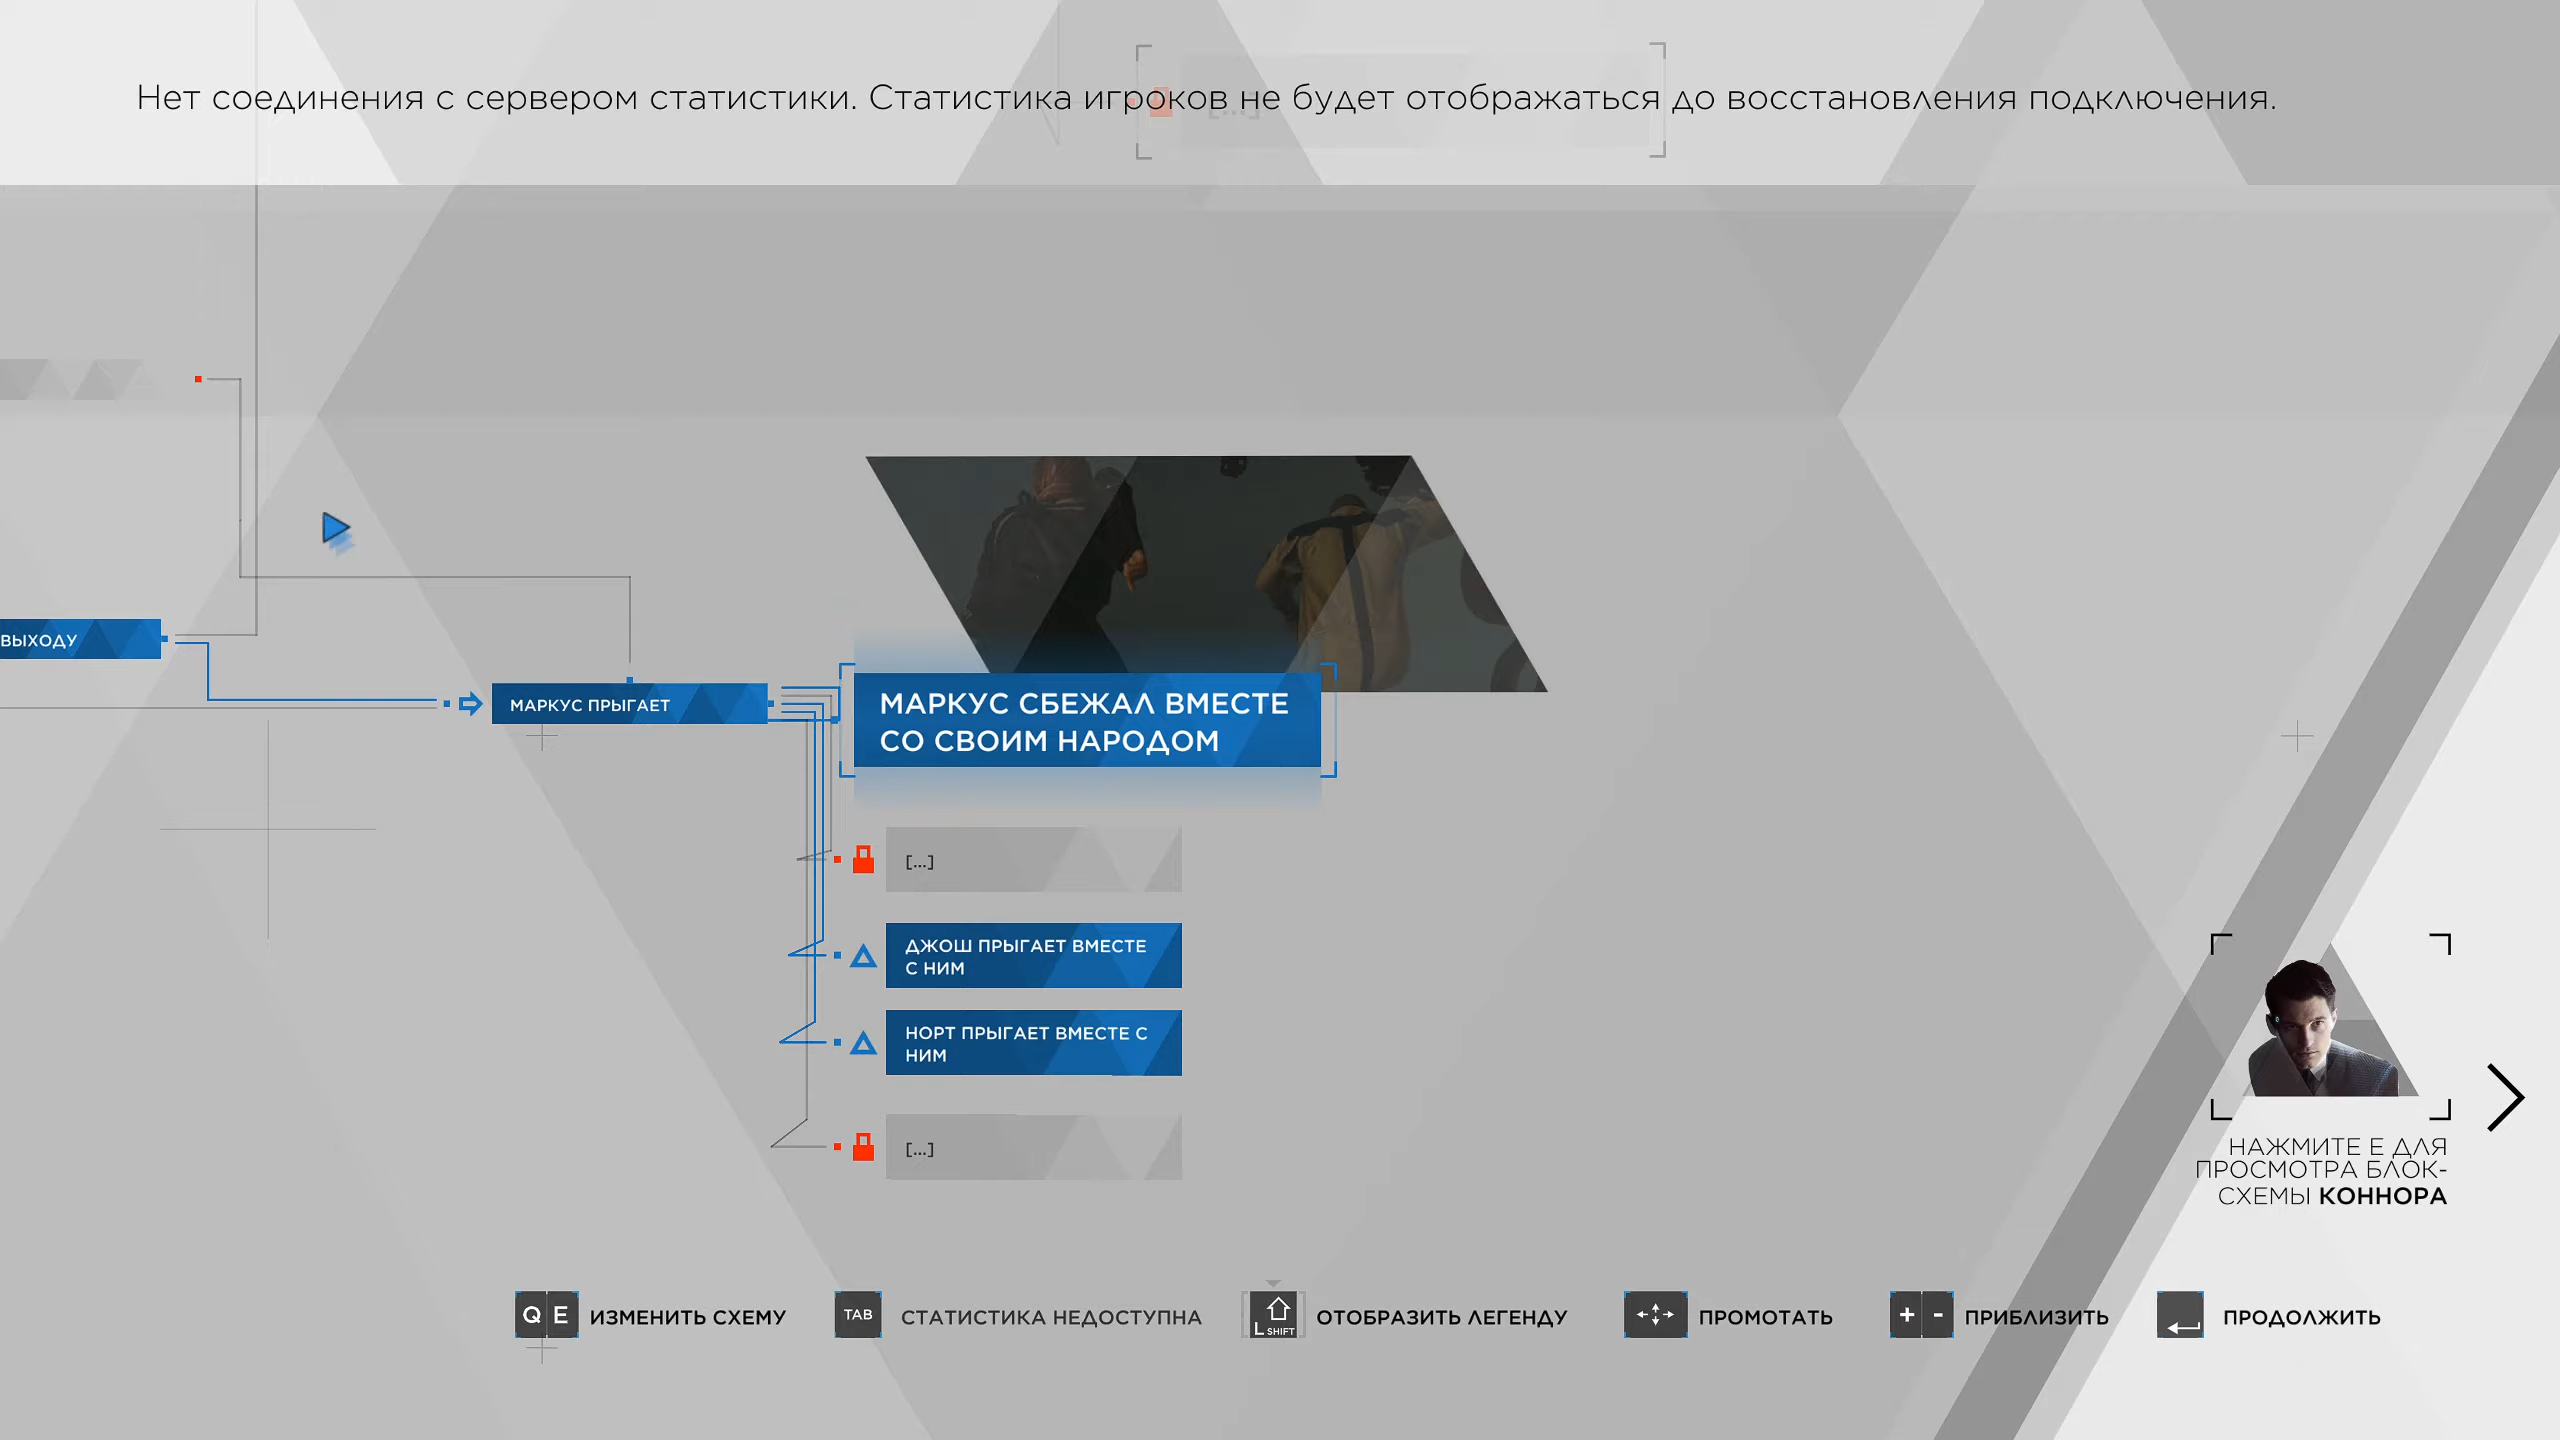 Нет соединения с сервером статистики. Статистика игроков не будет отображаться до восстановления подключения.
[...]
ВЫХОДУ
МАРКУС ПРЫГАЕТ
МАРКУС СБЕЖАЛ ВМЕСТЕ
СО СВОИМ НАРОДОМ
[...]
ДЖОШ ПРЫГАЕТ ВМЕСТЕ
С НИМ
НОРТ ПРЫГАЕТ ВМЕСТЕ С
НИМ
[...]
НАЖМИТЕ E ДЛЯ
ПРОСМОТРА БЛОК-
СХЕМЫ КОННОРА
Q E ИЗМЕНИТЬ СХЕМУ TAB СТАТИСТИКА НЕДОСТУПНА L SHIFT ОТОБРАЗИТЬ ЛЕГЕНДУ ПРОМОТАТЬ + - ПРИБЛИЗИТЬ ПРОДОЛЖИТЬ